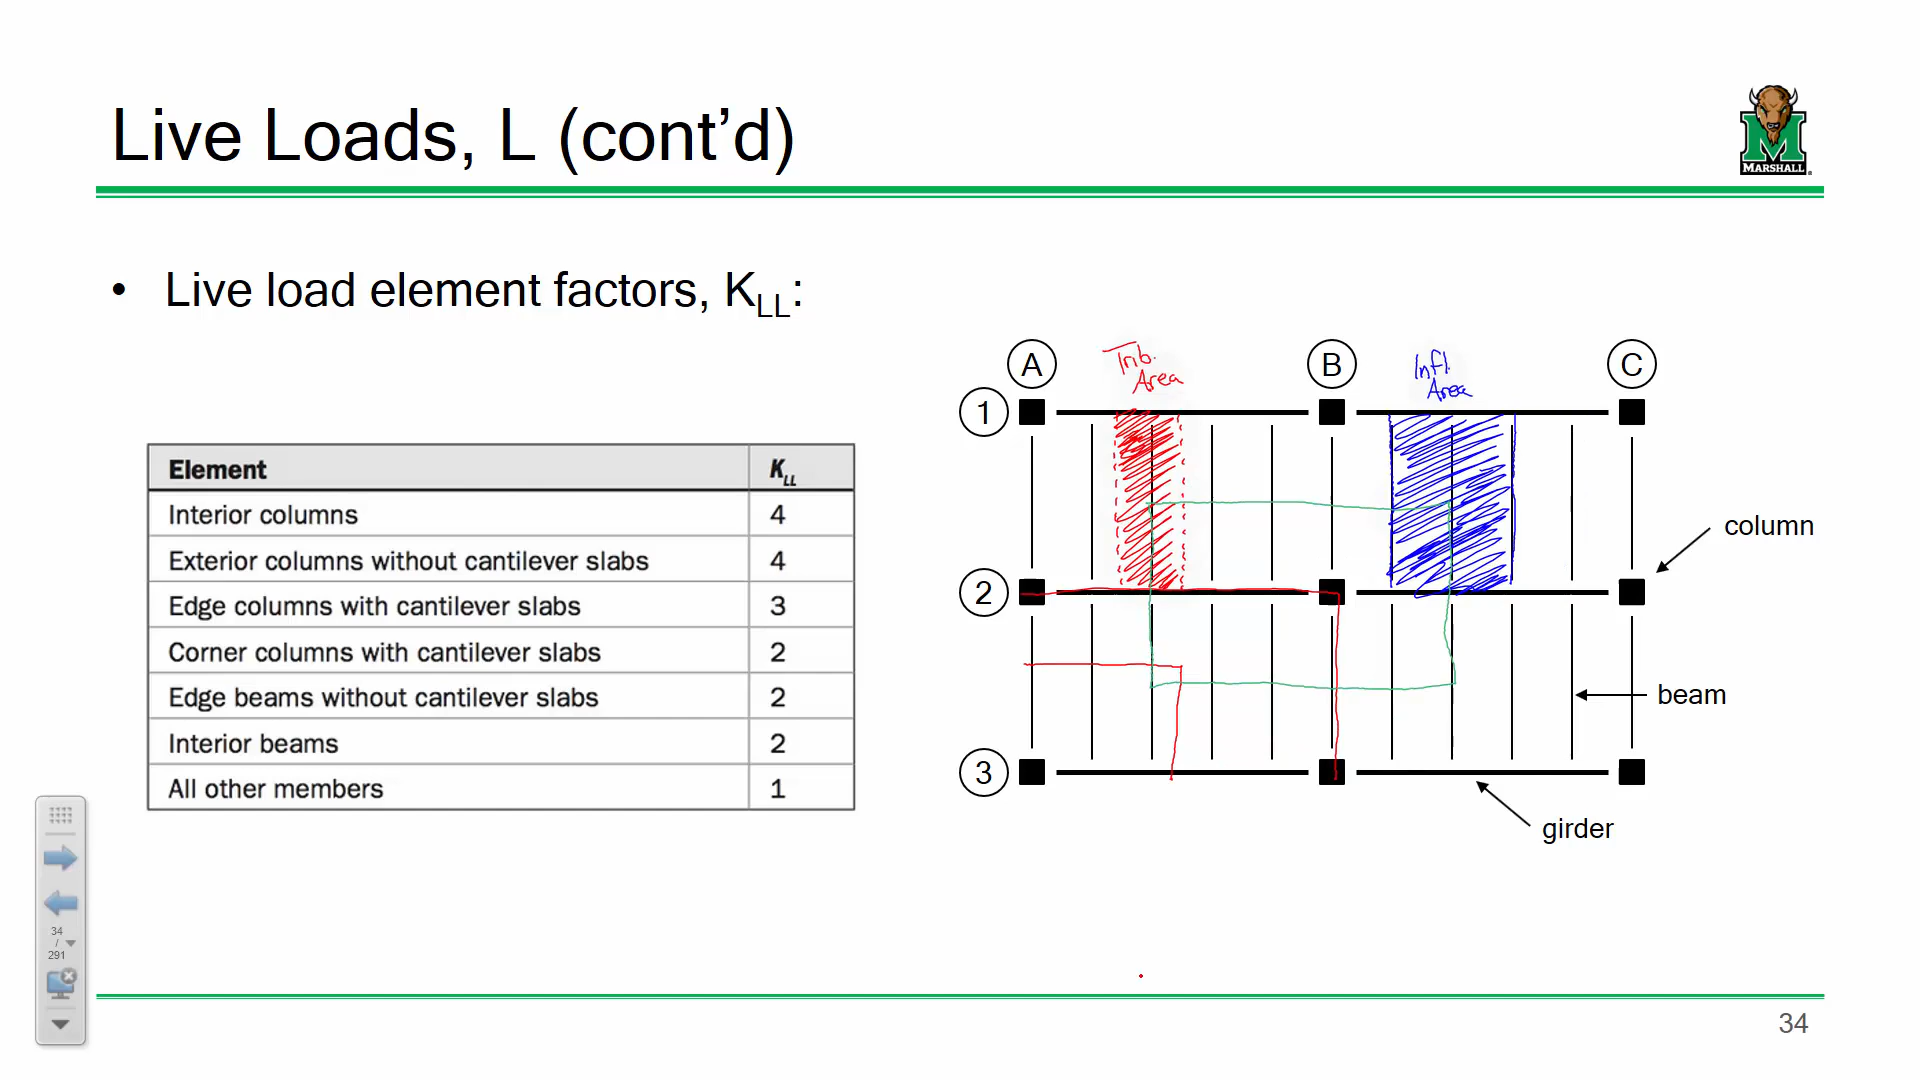 Live Loads, L (cont’d)
MARSHALL
• Live load element factors, K_LL:
Element K_LL
Interior columns 4
Exterior columns without cantilever slabs 4
Edge columns with cantilever slabs 3
Corner columns with cantilever slabs 2
Edge beams without cantilever slabs 2
Interior beams 2
All other members 1
A B C
Trib. Area
Infl. Area
1
2
3
column
beam
girder
34
/
291
34